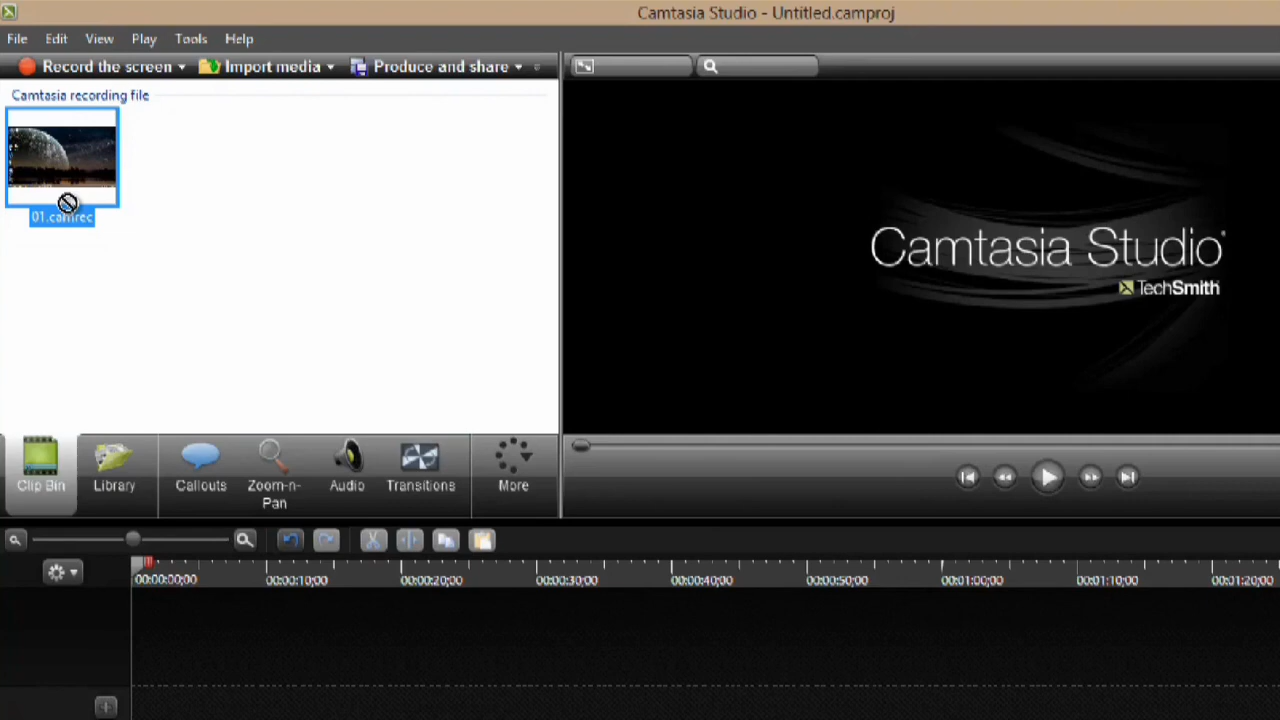 Camtasia Studio - Untitled.camproj
File Edit View Play Tools Help
Record the screen Import media Produce and share
Camtasia recording file
01.camrec
Camtasia Studio
TechSmith
Clip Bin Library Callouts Zoom-n-Pan Audio Transitions More
00:00:00;00 00:00:10;00 00:00:20;00 00:00:30;00 00:00:40;00 00:00:50;00 00:01:00;00 00:01:10;00 00:01:20;00